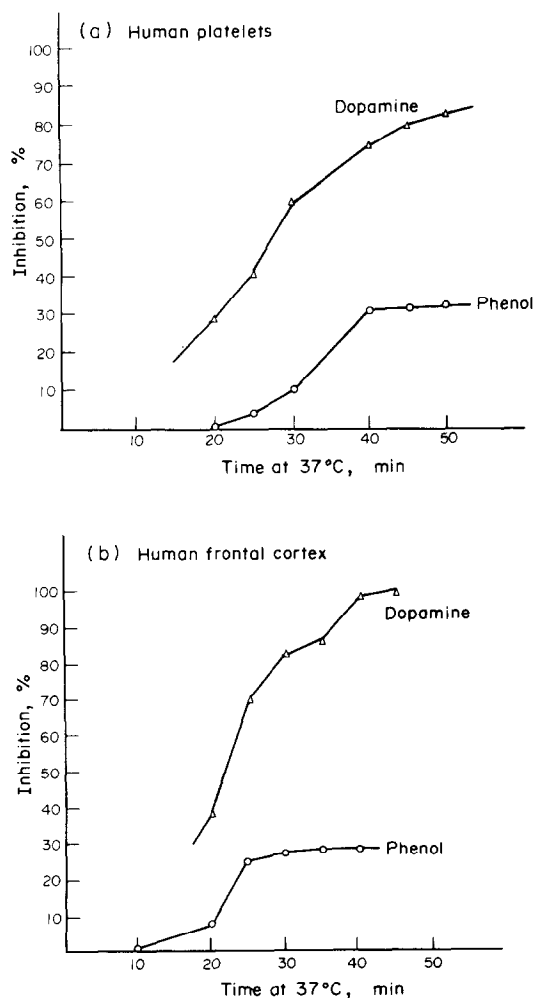 (a) Human platelets
100
90
80
70
60
50
40
30
20
10
Inhibition, %
Dopamine
Phenol
10 20 30 40 50
Time at 37°C, min
(b) Human frontal cortex
100
90
80
70
60
50
40
30
20
10
Inhibition, %
Dopamine
Phenol
10 20 30 40 50
Time at 37°C, min